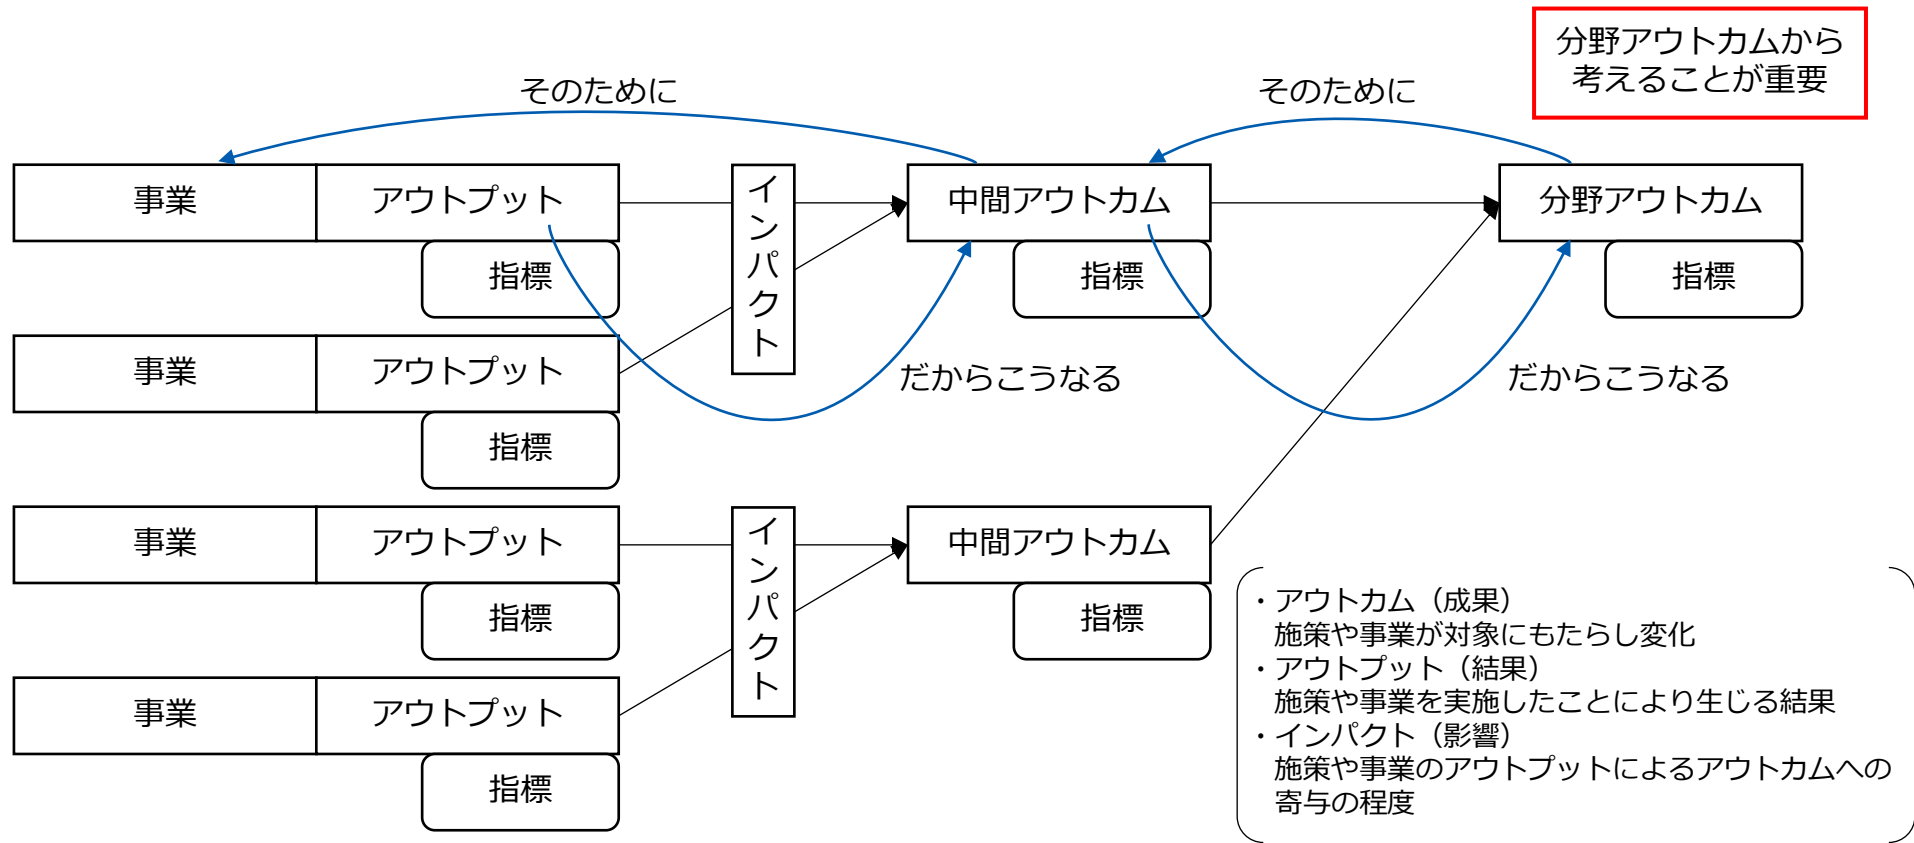 分野アウトカムから
考えることが重要
そのために
そのために
事業
アウトプット
インパクト
中間アウトカム
分野アウトカム
指標
指標
指標
事業
アウトプット
だからこうなる
だからこうなる
指標
事業
アウトプット
インパクト
中間アウトカム
指標
指標
事業
アウトプット
指標
・アウトカム（成果）
施策や事業が対象にもたらし変化
・アウトプット（結果）
施策や事業を実施したことにより生じる結果
・インパクト（影響）
施策や事業のアウトプットによるアウトカムへの
寄与の程度